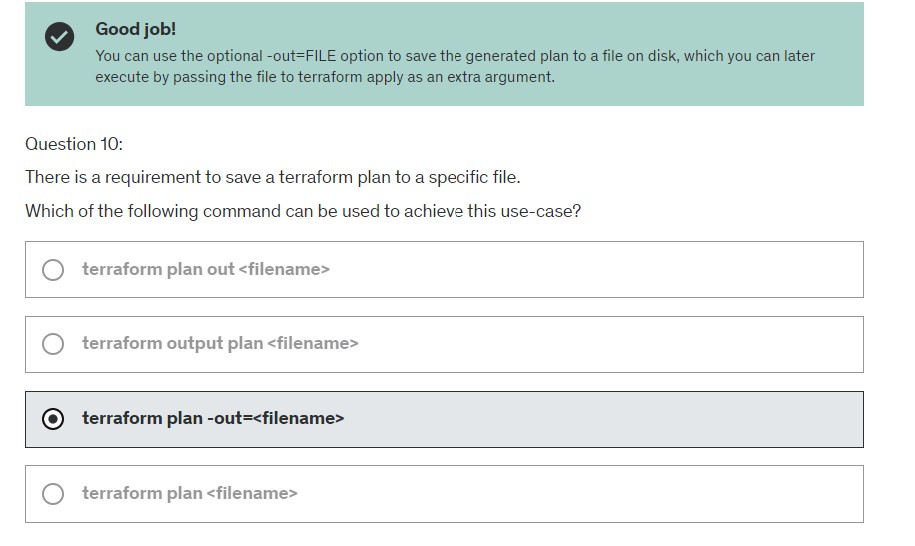 Good job!
You can use the optional -out=FILE option to save the generated plan to a file on disk, which you can later
execute by passing the file to terraform apply as an extra argument.
Question 10:
There is a requirement to save a terraform plan to a specific file.
Which of the following command can be used to achieve this use-case?
terraform plan out <filename>
terraform output plan <filename>
terraform plan -out=<filename>
terraform plan <filename>